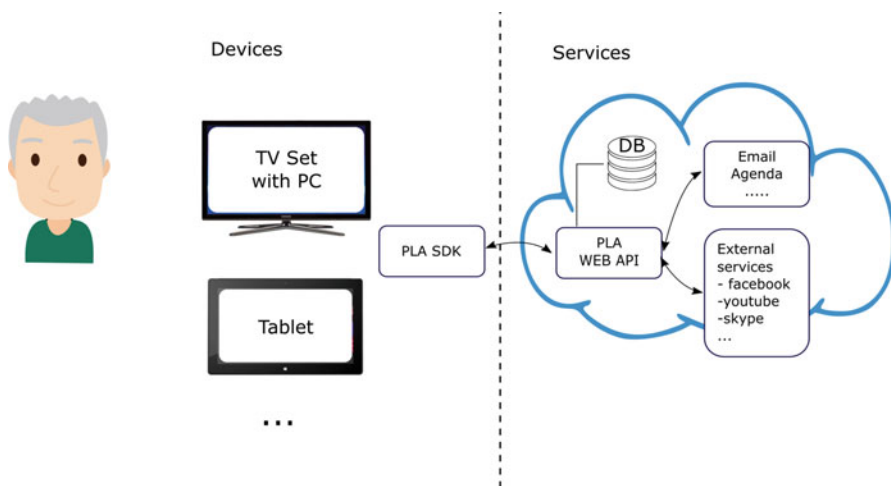 Devices
Services
TV Set
with PC
PLA SDK
Tablet
...
DB
PLA
WEB API
Email
Agenda
.....
External
services
- facebook
-youtube
-skype
...